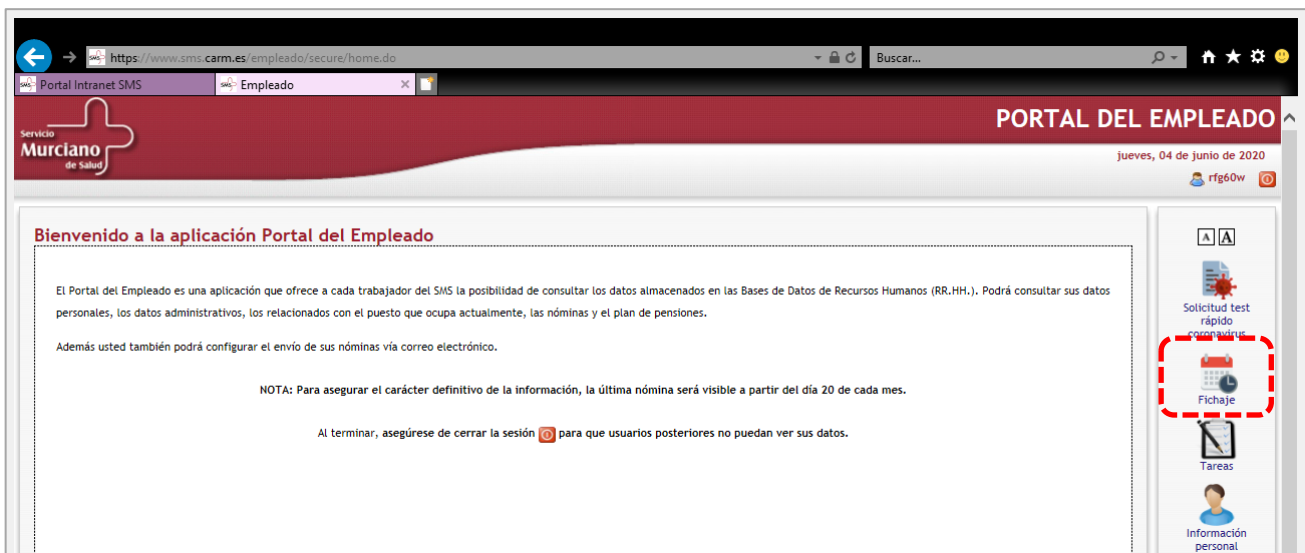 https://www.sms.carm.es/empleado/secure/home.do
Buscar...
Portal Intranet SMS
Empleado
Servicio
Murciano
de Salud
PORTAL DEL EMPLEADO
jueves, 04 de junio de 2020
rfg60w
Bienvenido a la aplicación Portal del Empleado
El Portal del Empleado es una aplicación que ofrece a cada trabajador del SMS la posibilidad de consultar los datos almacenados en las Bases de Datos de Recursos Humanos (RR.HH.). Podrá consultar sus datos
personales, los datos administrativos, los relacionados con el puesto que ocupa actualmente, las nóminas y el plan de pensiones.
Además usted también podrá configurar el envío de sus nóminas vía correo electrónico.
NOTA: Para asegurar el carácter definitivo de la información, la última nómina será visible a partir del día 20 de cada mes.
Al terminar, asegúrese de cerrar la sesión para que usuarios posteriores no puedan ver sus datos.
A A
Solicitud test
rápido
coronavirus
Fichaje
Tareas
Información
personal